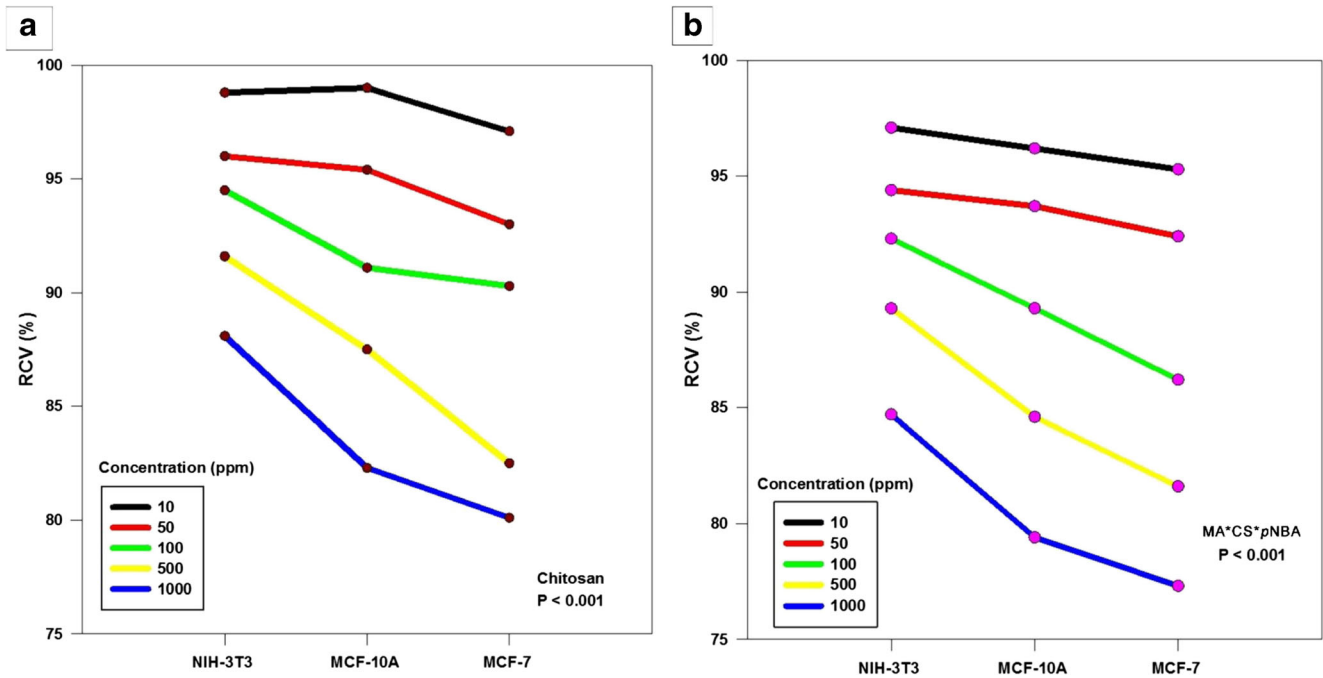 a
100
95
90
85
80
75
RCV (%)
Concentration (ppm)
10
50
100
500
1000
Chitosan
P < 0.001
NIH-3T3
MCF-10A
MCF-7
b
100
95
90
85
80
75
RCV (%)
Concentration (ppm)
10
50
100
500
1000
MA*CS*pNBA
P < 0.001
NIH-3T3
MCF-10A
MCF-7